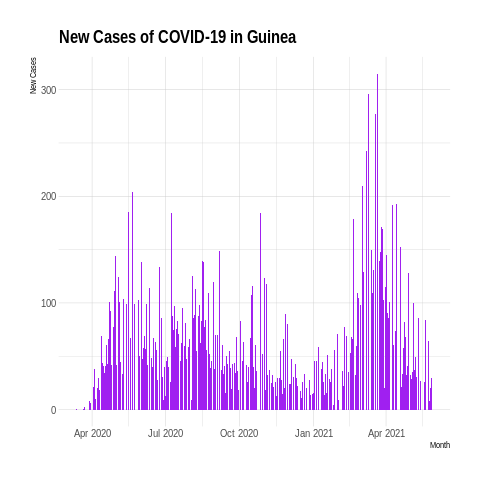 New Cases of COVID-19 in Guinea
New Cases
300
200
100
0
Apr 2020
Jul 2020
Oct 2020
Jan 2021
Apr 2021
Month